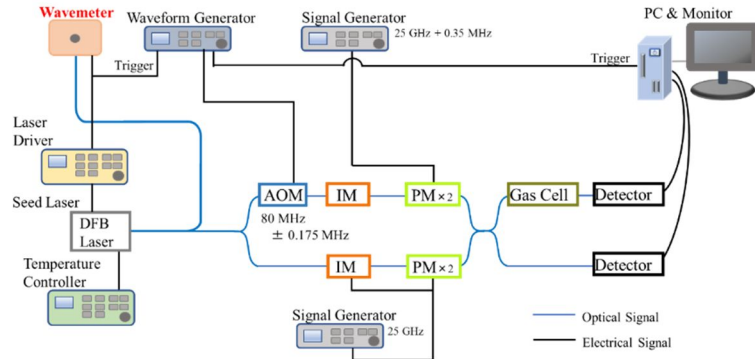 Wavemeter
Waveform Generator
Signal Generator
25 GHz + 0.35 MHz
PC & Monitor
Trigger
Trigger
Laser
Driver
Seed Laser
DFB
Laser
Temperature
Controller
AOM
IM
PM×2
Gas Cell
Detector
80 MHz
± 0.175 MHz
IM
PM×2
Detector
Signal Generator
25 GHz
Optical Signal
Electrical Signal